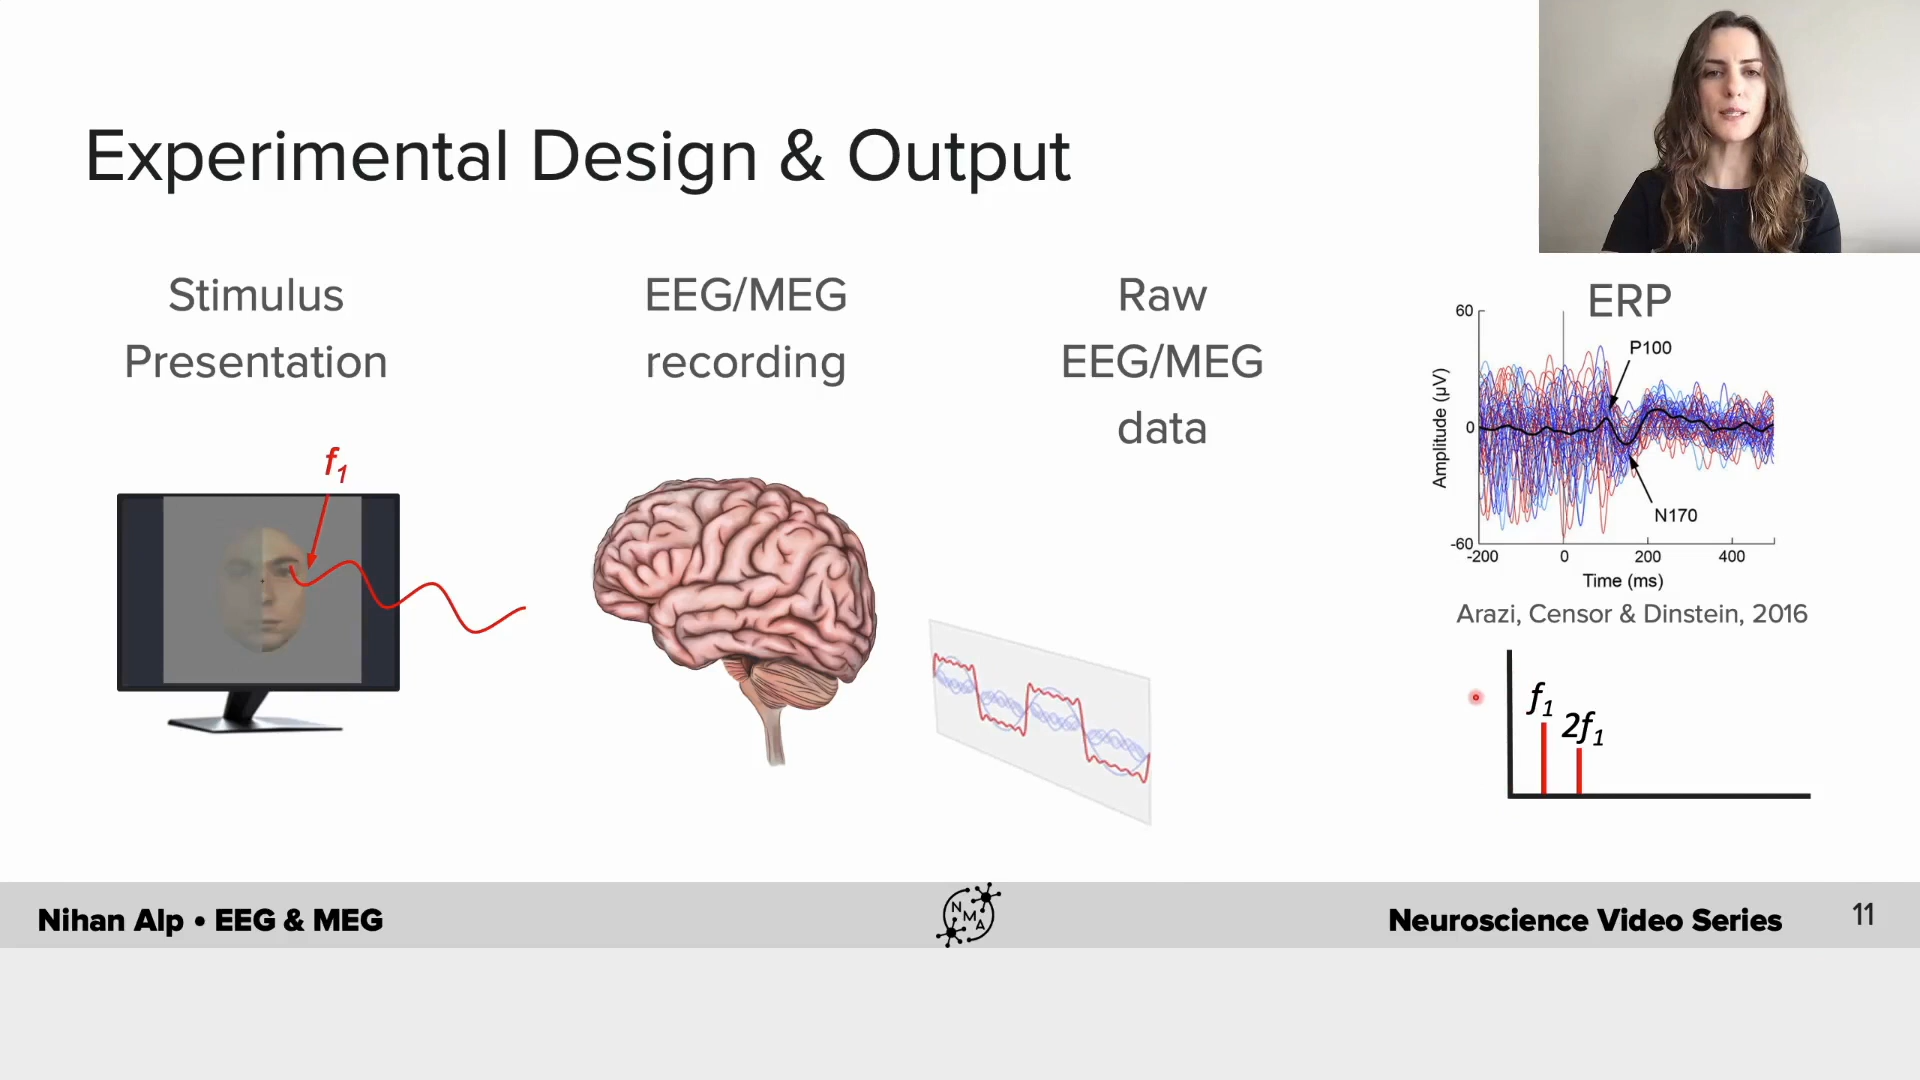 Experimental Design & Output
Stimulus
Presentation
EEG/MEG
recording
Raw
EEG/MEG
data
f1
ERP
60
0
-60
Amplitude (µV)
P100
N170
-200
0
200
400
Time (ms)
Arazi, Censor & Dinstein, 2016
f1
2f1
Nihan Alp • EEG & MEG
N
M
A
Neuroscience Video Series
11